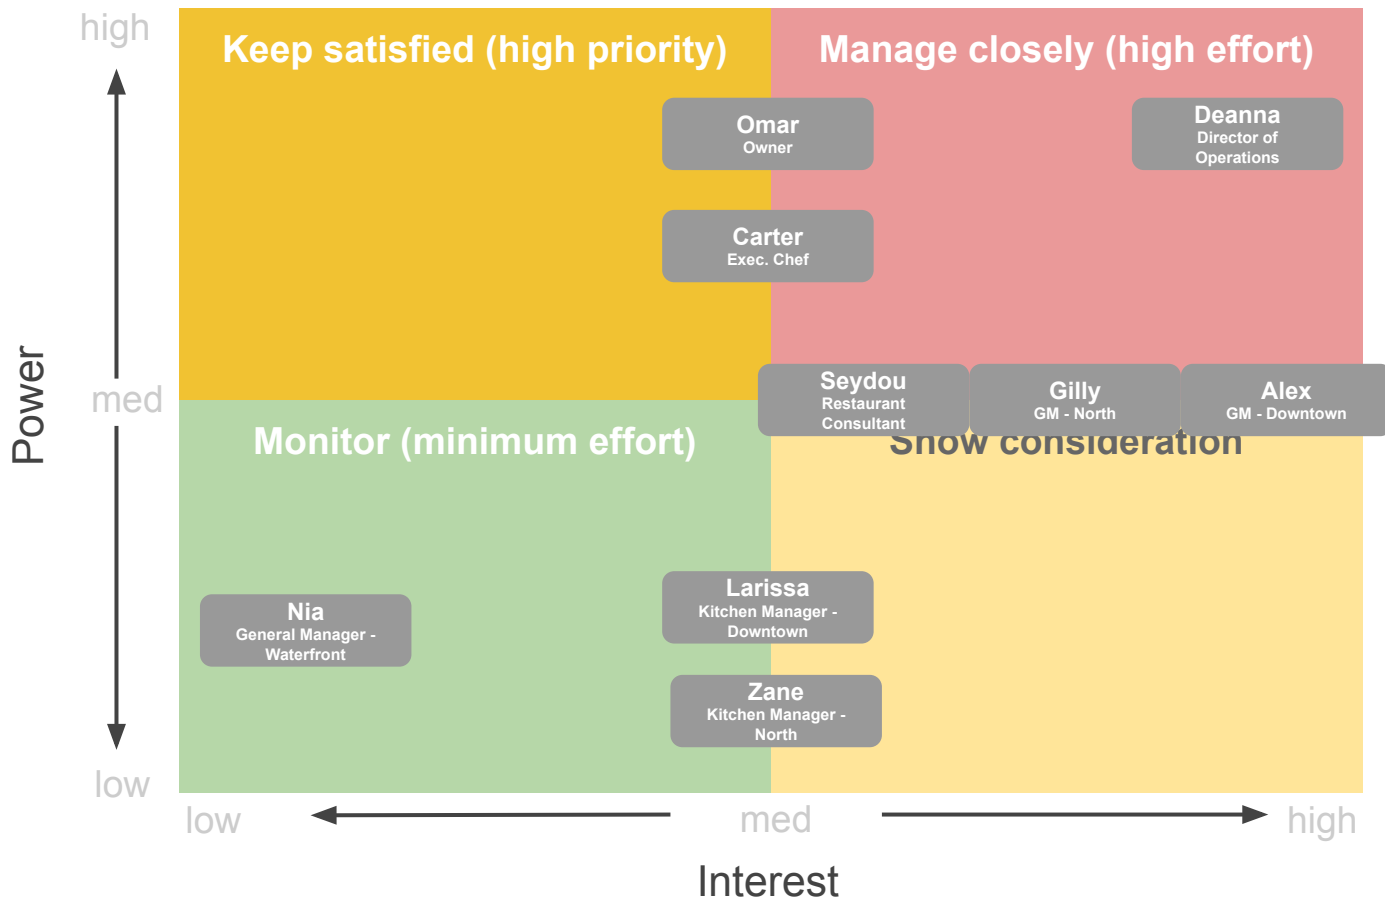 high
Keep satisfied (high priority)
Manage closely (high effort)
Omar
Owner
Deanna
Director of
Operations
Carter
Exec. Chef
Power
med
Seydou
Restaurant
Consultant
Gilly
GM - North
Alex
GM - Downtown
Monitor (minimum effort)
Show consideration
Larissa
Kitchen Manager -
Downtown
Nia
General Manager -
Waterfront
Zane
Kitchen Manager -
North
low
low
med
high
Interest